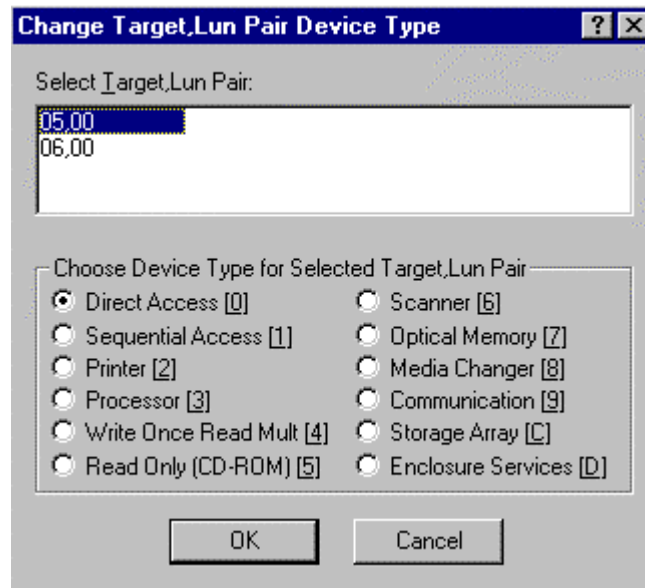 Change Target,Lun Pair Device Type
Select Target,Lun Pair:
05,00
06,00
Choose Device Type for Selected Target,Lun Pair
Direct Access [0]
Sequential Access [1]
Printer [2]
Processor [3]
Write Once Read Mult [4]
Read Only (CD-ROM) [5]
Scanner [6]
Optical Memory [7]
Media Changer [8]
Communication [9]
Storage Array [C]
Enclosure Services [D]
OK
Cancel